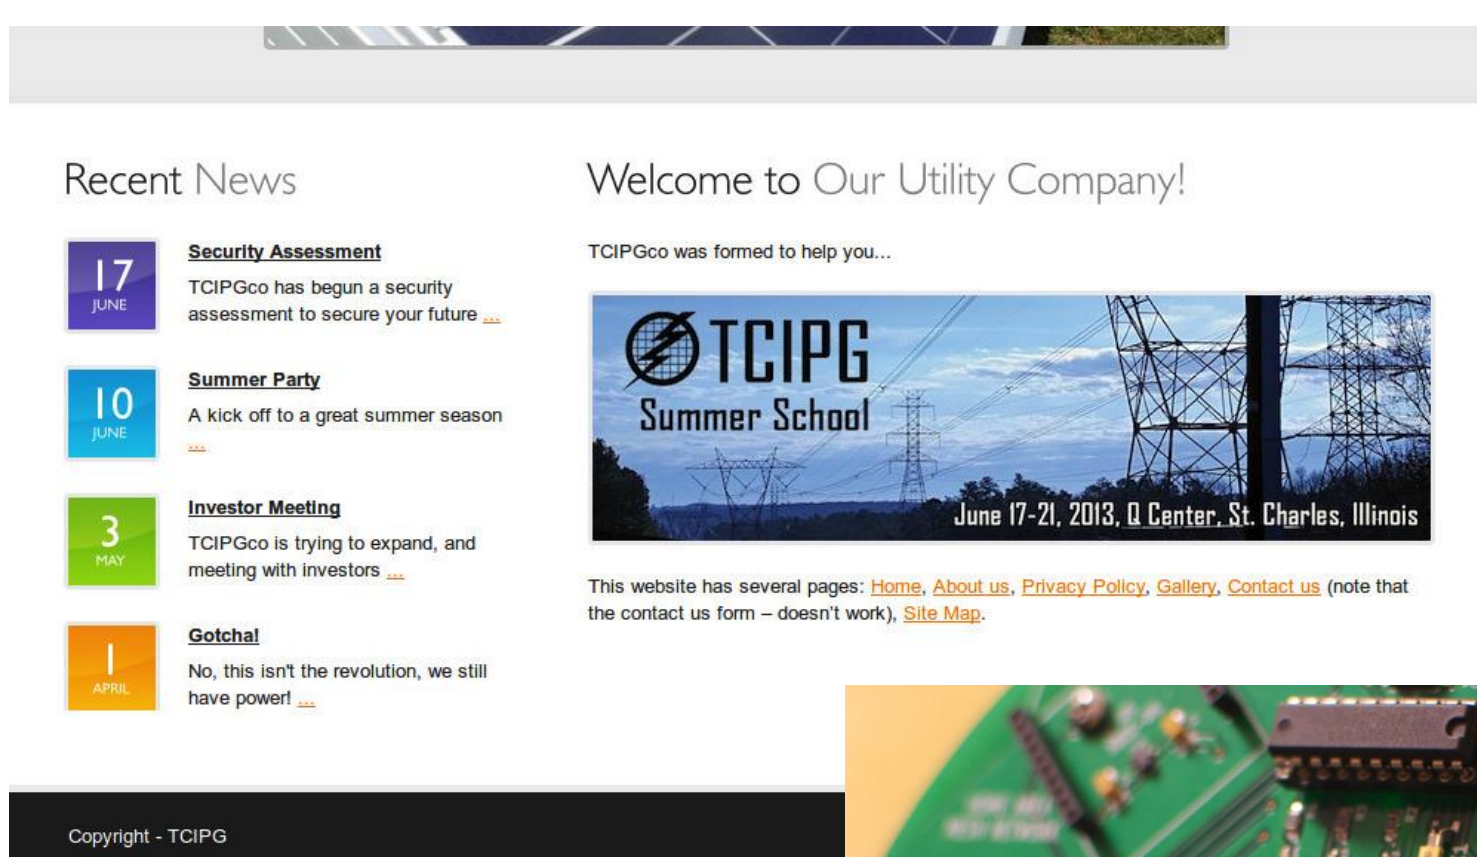 Recent News
17
JUNE
Security Assessment
TCIPGco has begun a security
assessment to secure your future ...
10
JUNE
Summer Party
A kick off to a great summer season
...
3
MAY
Investor Meeting
TCIPGco is trying to expand, and
meeting with investors ...
1
APRIL
Gotcha!
No, this isn't the revolution, we still
have power! ...
Welcome to Our Utility Company!
TCIPGco was formed to help you...
TCIPG
Summer School
June 17-21, 2013, Q Center, St. Charles, Illinois
This website has several pages: Home, About us, Privacy Policy, Gallery, Contact us (note that
the contact us form – doesn't work), Site Map.
Copyright - TCIPG